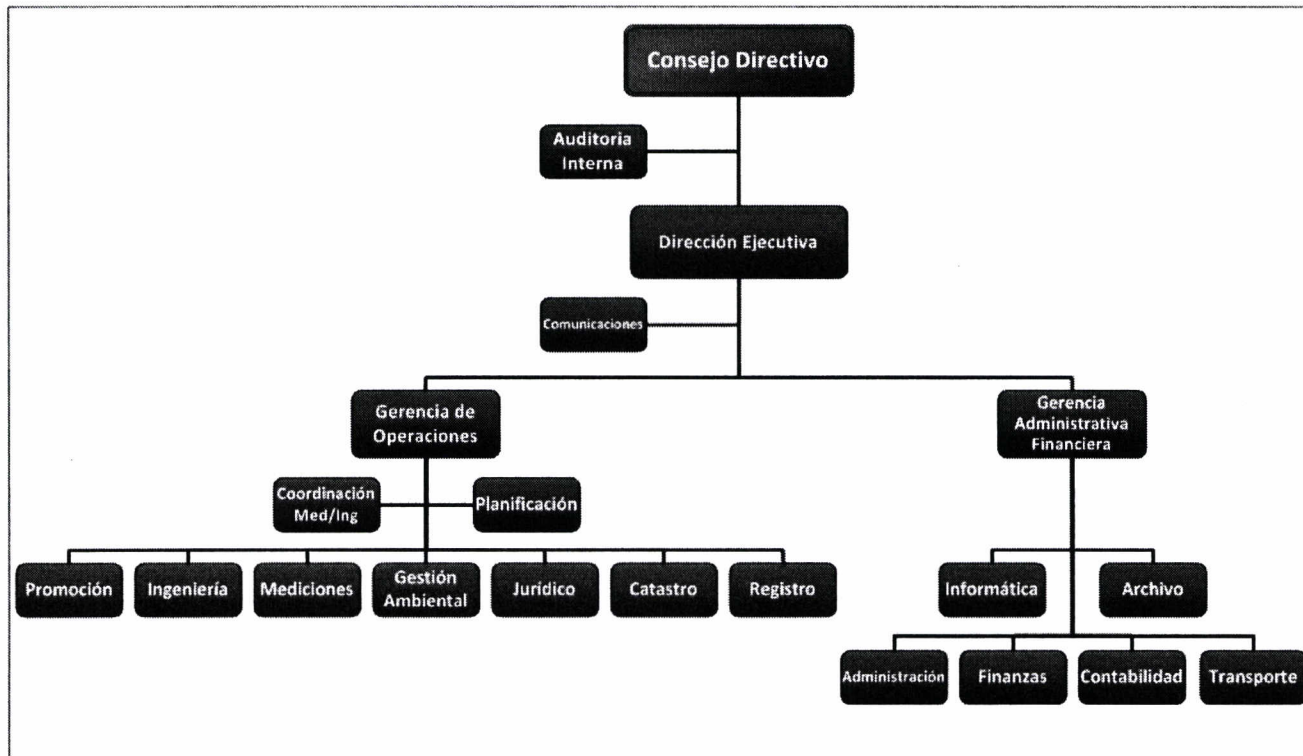 Consejo Directivo
Auditoria
Interna
Dirección Ejecutiva
Comunicaciones
Gerencia de
Operaciones
Gerencia
Administrativa
Financiera
Coordinación
Med/Ing
Planificación
Promoción
Ingeniería
Mediciones
Gestión
Ambiental
Jurídico
Catastro
Registro
Informática
Archivo
Administración
Finanzas
Contabilidad
Transporte